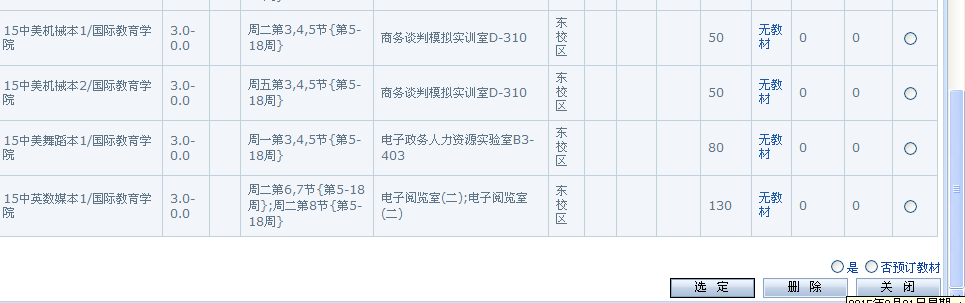 15中美机械本1/国际教育学院 3.0-0.0 周二第3,4,5节{第5-18周} 商务谈判模拟实训室D-310 东校区 50 无教材 0 0
15中美机械本2/国际教育学院 3.0-0.0 周五第3,4,5节{第5-18周} 商务谈判模拟实训室D-310 东校区 50 无教材 0 0
15中美舞蹈本1/国际教育学院 3.0-0.0 周一第3,4,5节{第5-18周} 电子政务人力资源实验室B3-403 东校区 80 无教材 0 0
15中英数媒本1/国际教育学院 3.0-0.0 周二第6,7节{第5-18周};周二第8节{第5-18周} 电子阅览室(二);电子阅览室(二) 东校区 130 无教材 0 0
是 否预订教材
选 定 删 除 关 闭